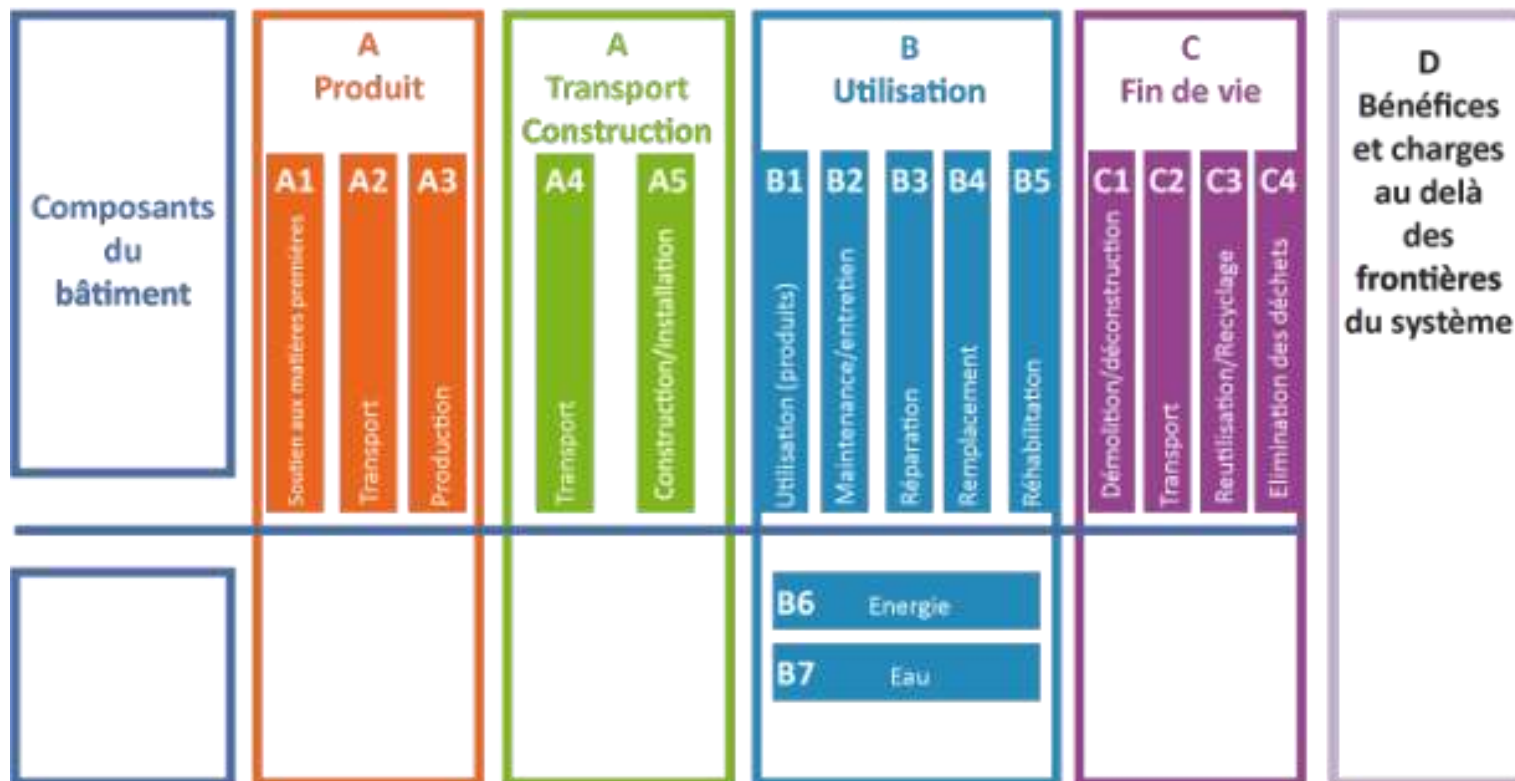 Composants
du
bâtiment
A
Produit
A1
Soutien aux matières premières
A2
Transport
A3
Production
A
Transport
Construction
A4
Transport
A5
Construction/Installation
B
Utilisation
B1
Utilisation (produits)
B2
Maintenance/entretien
B3
Réparation
B4
Remplacement
B5
Réhabilitation
B6 Energie
B7 Eau
C
Fin de vie
C1
Démolition/déconstruction
C2
Transport
C3
Reutilisation/Recyclage
C4
Elimination des déchets
D
Bénéfices
et charges
au delà
des
frontières
du système